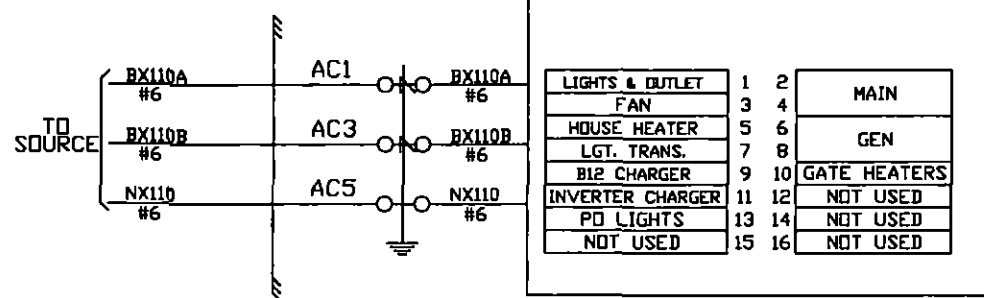 BX110A AC1 BX110A
#6 #6
TO SOURCE
BX110B AC3 BX110B
#6 #6
NX110 AC5 NX110
#6 #6
LIGHTS & OUTLET 1 2 MAIN
FAN 3 4
HOUSE HEATER 5 6 GEN
LGT. TRANS. 7 8
B12 CHARGER 9 10 GATE HEATERS
INVERTER CHARGER 11 12 NOT USED
PO LIGHTS 13 14 NOT USED
NOT USED 15 16 NOT USED